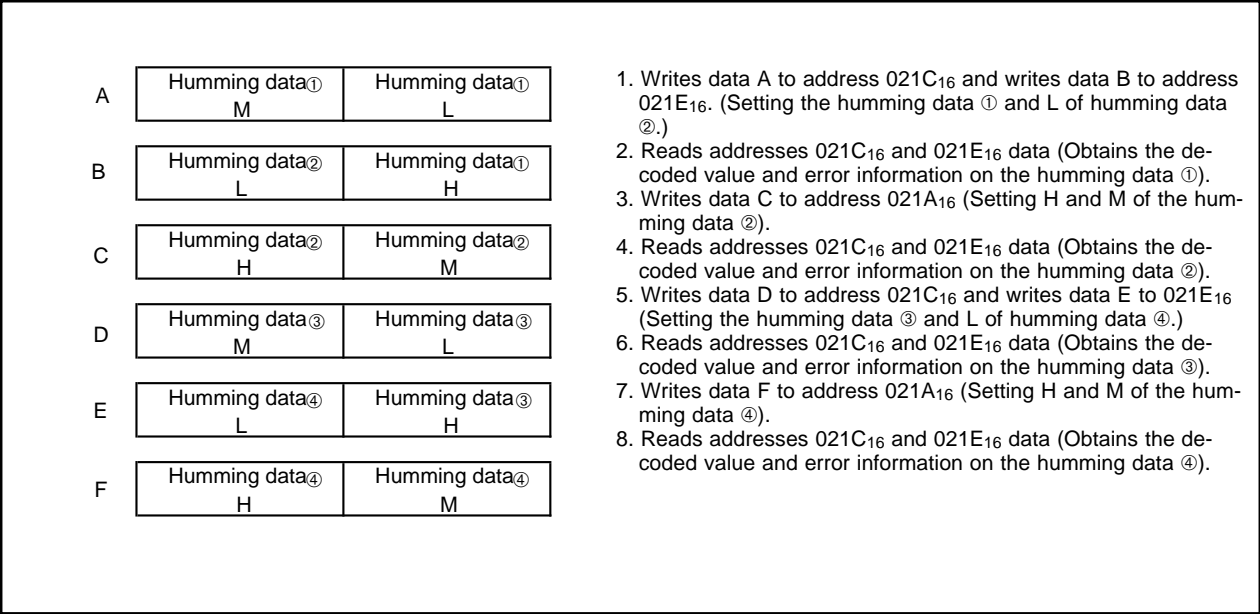 A
Humming data① Humming data①
M L
B
Humming data② Humming data①
L H
C
Humming data② Humming data②
H M
D
Humming data③ Humming data③
M L
E
Humming data④ Humming data③
L H
F
Humming data④ Humming data④
H M
1. Writes data A to address 021C₁₆ and writes data B to address
021E₁₆. (Setting the humming data ① and L of humming data
②.)
2. Reads addresses 021C₁₆ and 021E₁₆ data (Obtains the de-
coded value and error information on the humming data ①).
3. Writes data C to address 021A₁₆ (Setting H and M of the hum-
ming data ②).
4. Reads addresses 021C₁₆ and 021E₁₆ data (Obtains the de-
coded value and error information on the humming data ②).
5. Writes data D to address 021C₁₆ and writes data E to 021E₁₆
(Setting the humming data ③ and L of humming data ④.)
6. Reads addresses 021C₁₆ and 021E₁₆ data (Obtains the de-
coded value and error information on the humming data ③).
7. Writes data F to address 021A₁₆ (Setting H and M of the hum-
ming data ④).
8. Reads addresses 021C₁₆ and 021E₁₆ data (Obtains the de-
coded value and error information on the humming data ④).